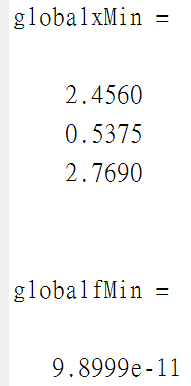 globalxMin =
2.4560
0.5375
2.7690
globalfMin =
9.8999e-11